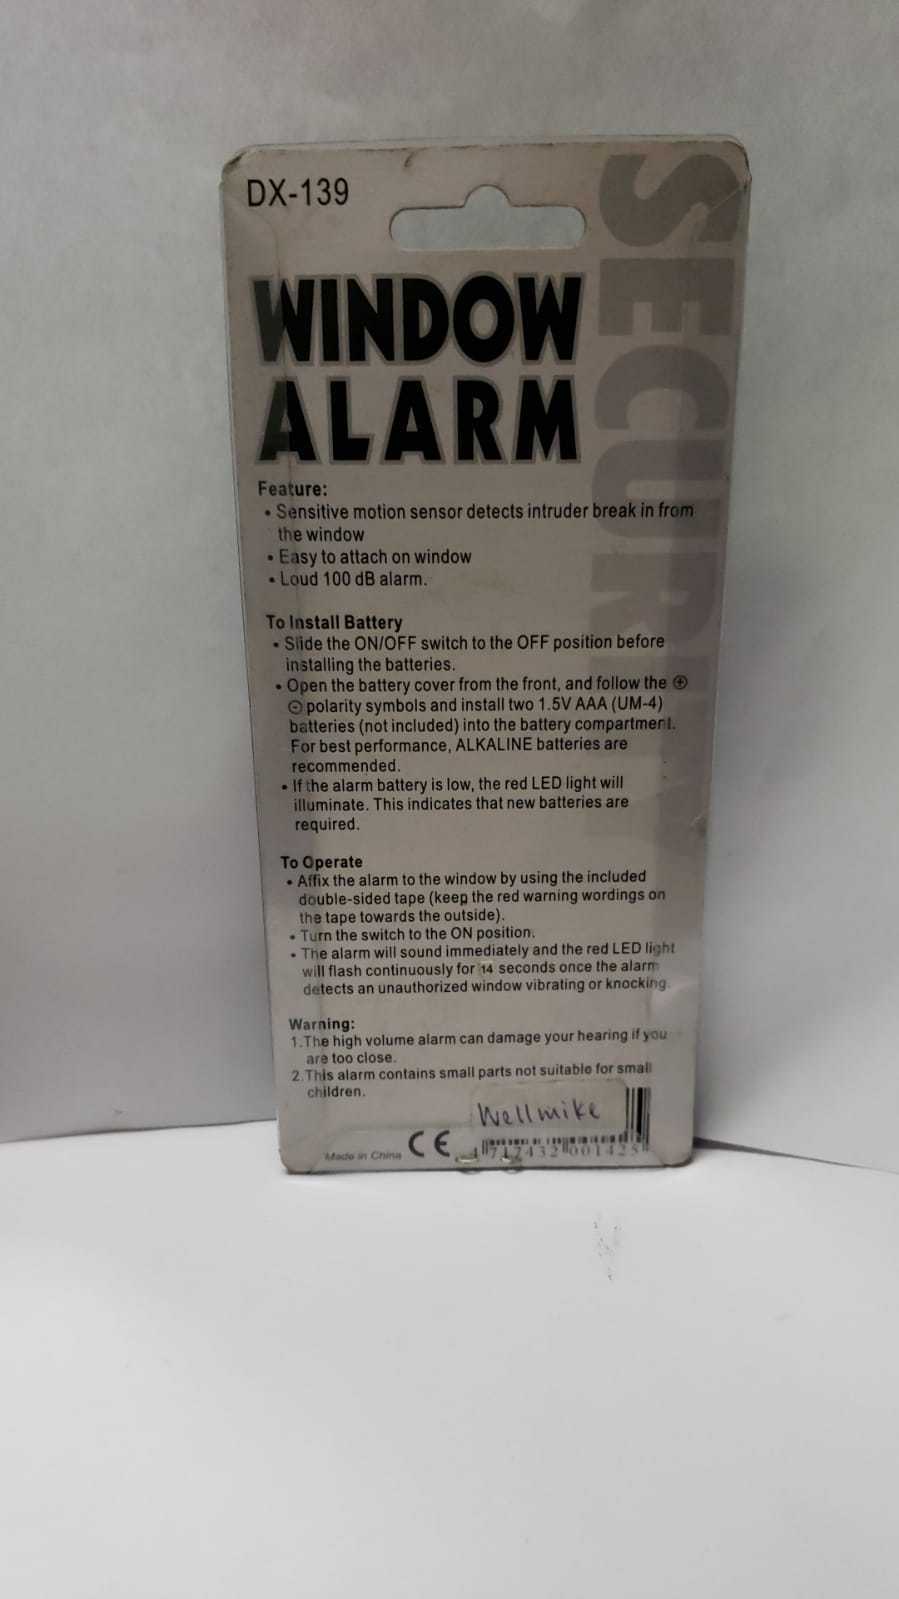 DX-139
SECURITY
WINDOW
ALARM
Feature:
• Sensitive motion sensor detects intruder break in from
the window
• Easy to attach on window
• Loud 100 dB alarm.
To Install Battery
• Slide the ON/OFF switch to the OFF position before
installing the batteries.
• Open the battery cover from the front, and follow the ⊕
⊖ polarity symbols and install two 1.5V AAA (UM-4)
batteries (not included) into the battery compartment.
For best performance, ALKALINE batteries are
recommended.
• If the alarm battery is low, the red LED light will
illuminate. This indicates that new batteries are
required.
To Operate
• Affix the alarm to the window by using the included
double-sided tape (keep the red warning wordings on
the tape towards the outside).
• Turn the switch to the ON position.
• The alarm will sound immediately and the red LED light
will flash continuously for 14 seconds once the alarm
detects an unauthorized window vibrating or knocking.
Warning:
1.The high volume alarm can damage your hearing if you
are too close.
2.This alarm contains small parts not suitable for small
children.
Wellmike
Made in China CE 4 717432 001425